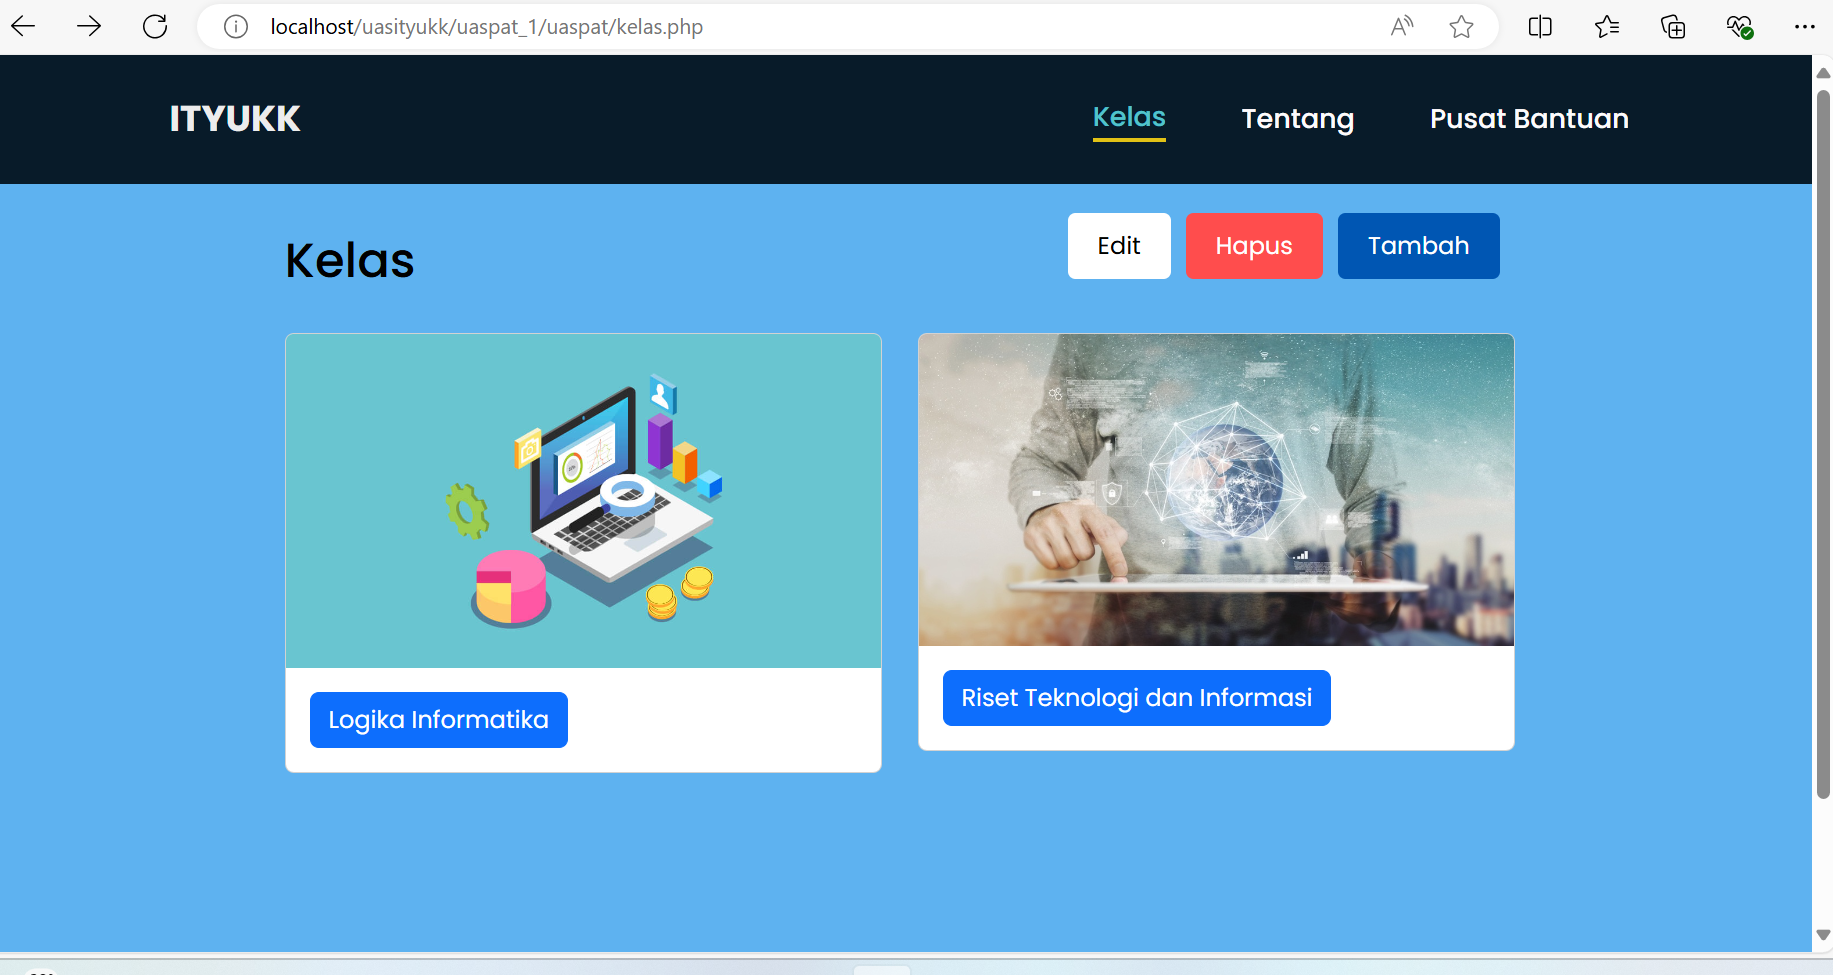 localhost/uasityukk/uaspat_1/uaspat/kelas.php
ITYUKK
Kelas
Tentang
Pusat Bantuan
Kelas
Edit
Hapus
Tambah
Logika Informatika
Riset Teknologi dan Informasi